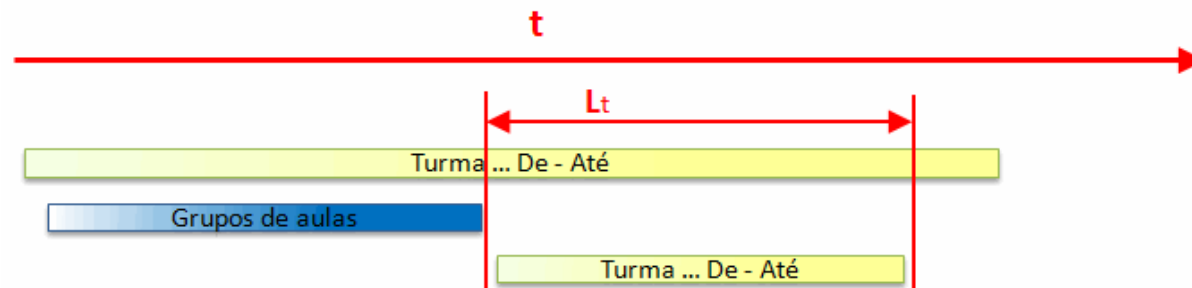 t
Lt
Turma ... De - Até
Grupos de aulas
Turma ... De - Até